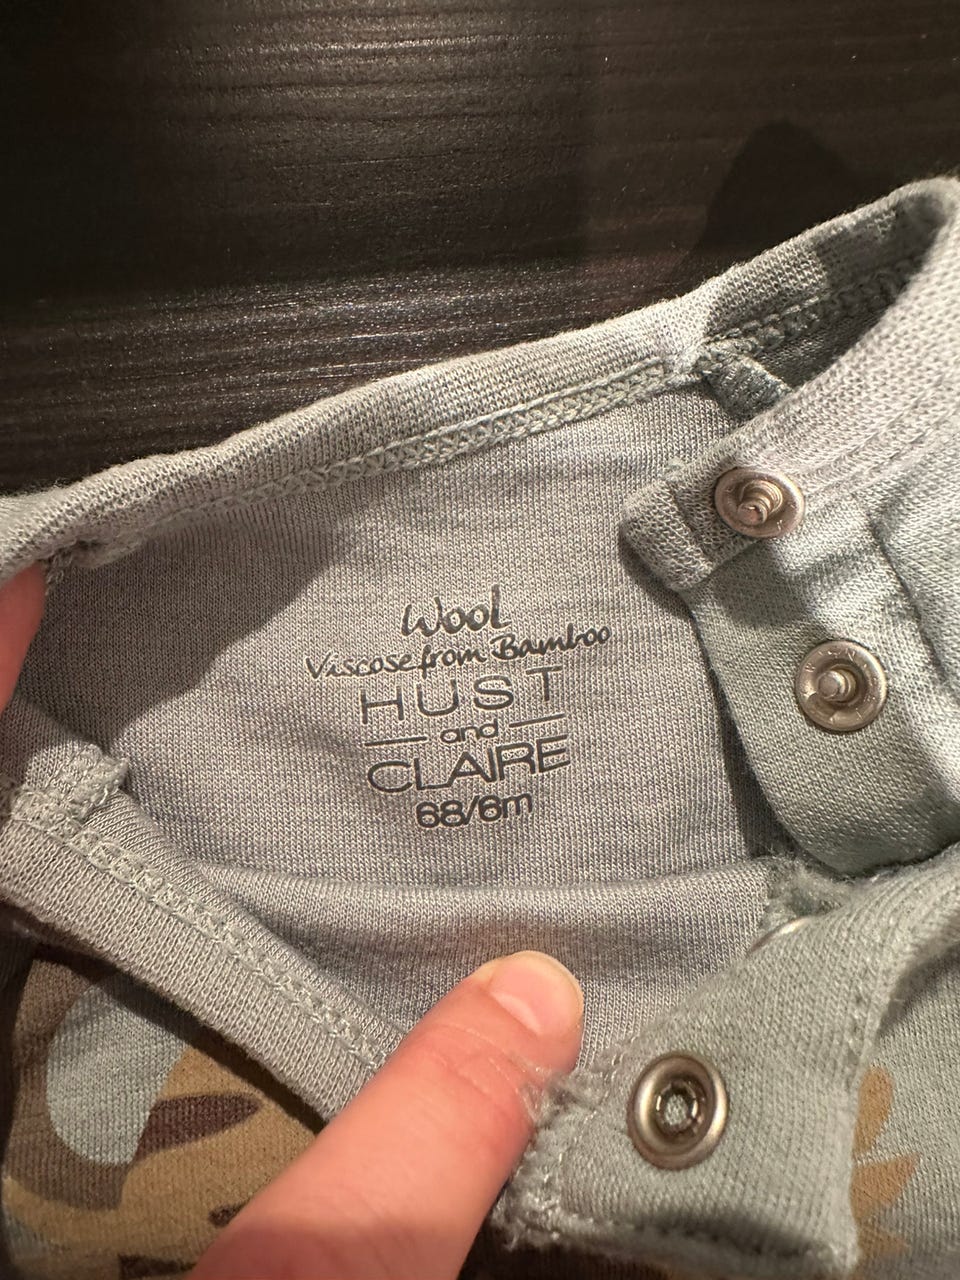 Wool
Viscose from Bamboo
HUST
and
CLAIRE
68/6m